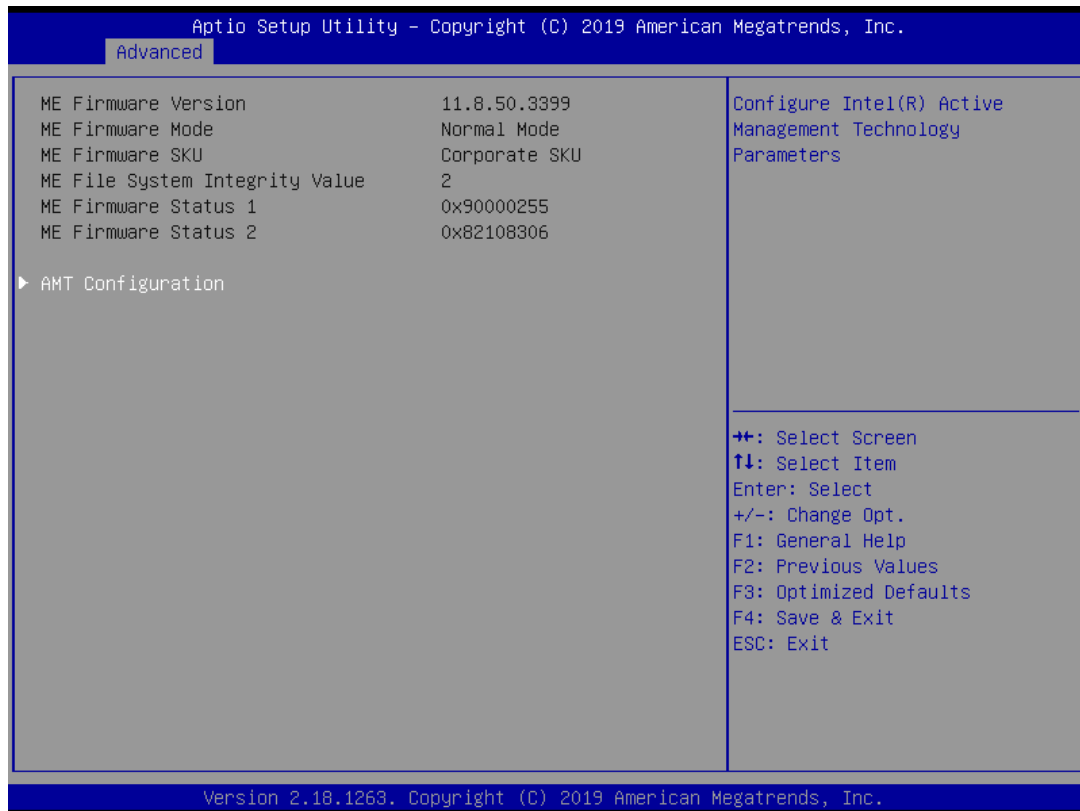 Aptio Setup Utility – Copyright (C) 2019 American Megatrends, Inc.
Advanced
ME Firmware Version 11.8.50.3399
ME Firmware Mode Normal Mode
ME Firmware SKU Corporate SKU
ME File System Integrity Value 2
ME Firmware Status 1 0x90000255
ME Firmware Status 2 0x82108306
▶ AMT Configuration
Configure Intel(R) Active
Management Technology
Parameters
→←: Select Screen
↑↓: Select Item
Enter: Select
+/-: Change Opt.
F1: General Help
F2: Previous Values
F3: Optimized Defaults
F4: Save & Exit
ESC: Exit
Version 2.18.1263. Copyright (C) 2019 American Megatrends, Inc.